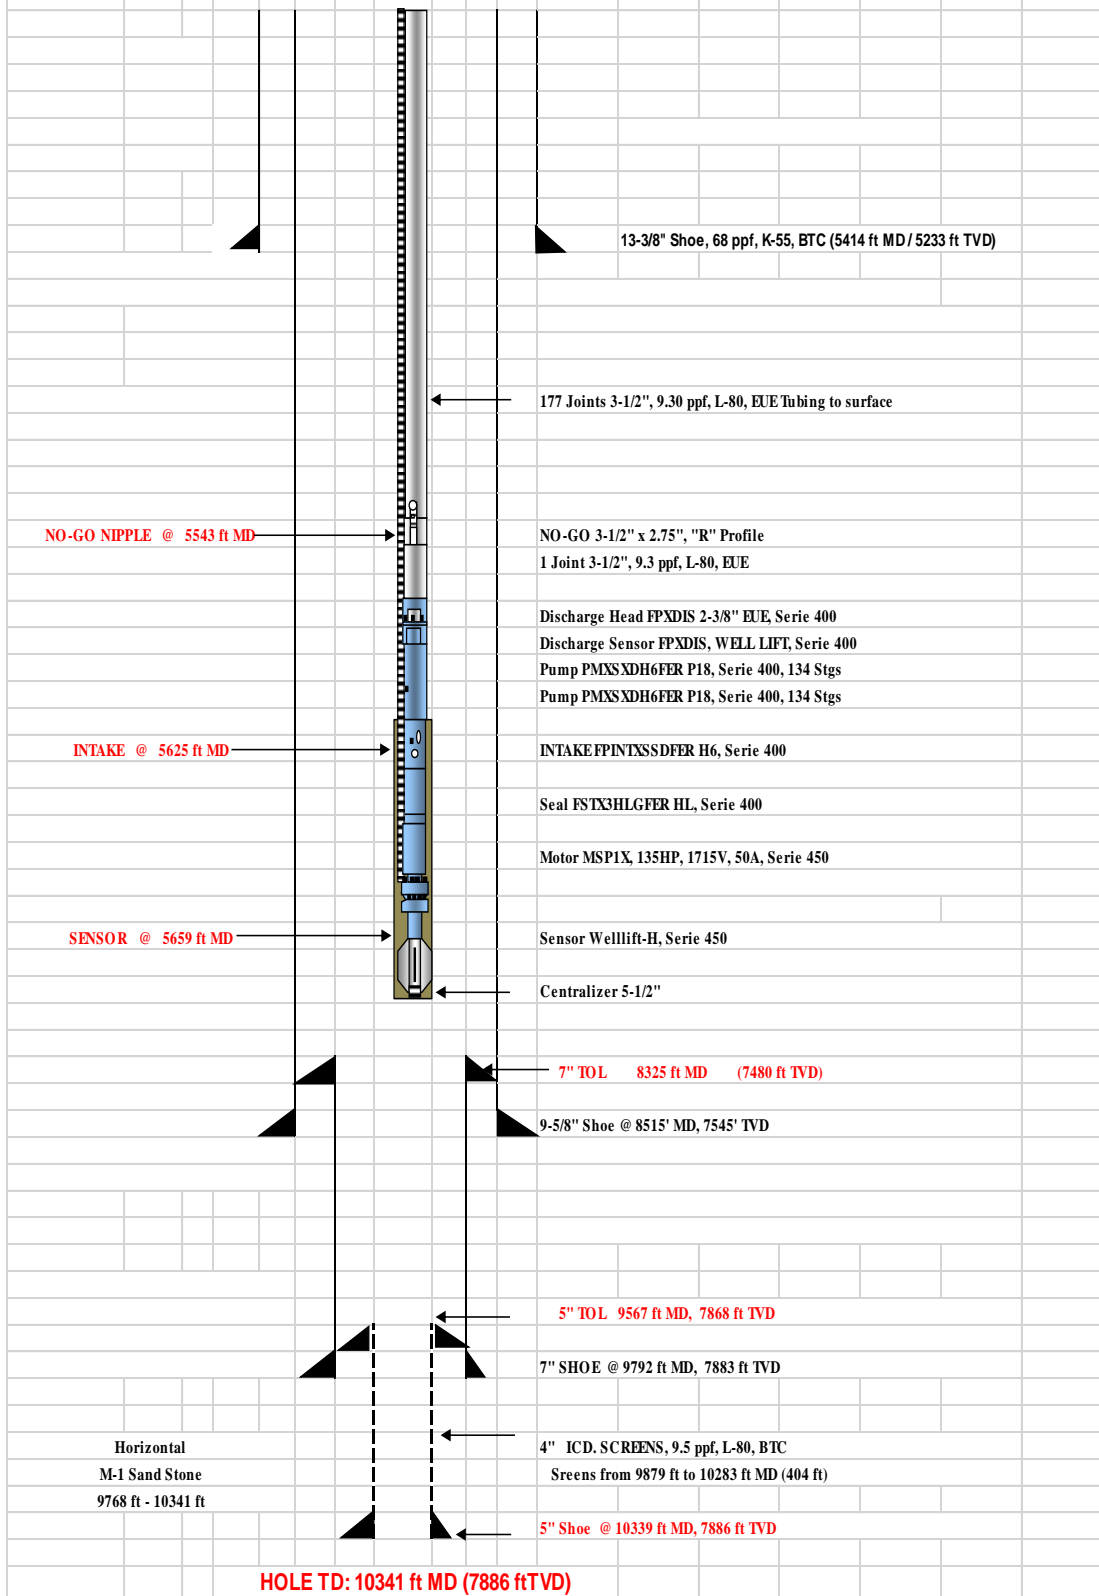 13-3/8" Shoe, 68 ppf, K-55, BTC (5414 ft MD / 5233 ft TVD)
177 Joints 3-1/2", 9.30 ppf, L-80, EUE Tubing to surface
NO-GO NIPPLE @ 5543 ft MD
NO-GO 3-1/2" x 2.75", "R" Profile
1 Joint 3-1/2", 9.3 ppf, L-80, EUE
Discharge Head FPXDIS 2-3/8" EUE, Serie 400
Discharge Sensor FPXDIS, WELL LIFT, Serie 400
Pump PMXSXDH6FER P18, Serie 400, 134 Stgs
Pump PMXSXDH6FER P18, Serie 400, 134 Stgs
INTAKE @ 5625 ft MD
INTAKE FPINTXSSDFER H6, Serie 400
Seal FSTX3HLGFER HL, Serie 400
Motor MSP1X, 135HP, 1715V, 50A, Serie 450
SENSOR @ 5659 ft MD
Sensor Welllift-H, Serie 450
Centralizer 5-1/2"
7" TOL 8325 ft MD (7480 ft TVD)
9-5/8" Shoe @ 8515' MD, 7545' TVD
5" TOL 9567 ft MD, 7868 ft TVD
7" SHOE @ 9792 ft MD, 7883 ft TVD
Horizontal
M-1 Sand Stone
9768 ft - 10341 ft
4" ICD. SCREENS, 9.5 ppf, L-80, BTC
Sreens from 9879 ft to 10283 ft MD (404 ft)
5" Shoe @ 10339 ft MD, 7886 ft TVD
HOLE TD: 10341 ft MD (7886 ftTVD)